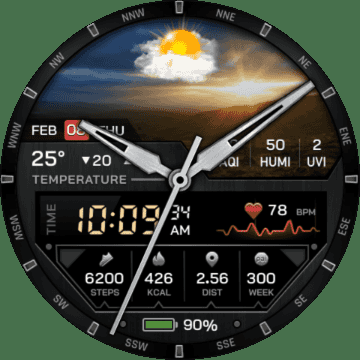 NNW NNE
NW NE
WNW ENE
FEB 08 THU
25° ▼20
AQI 50 HUMI 2 UVI
TEMPERATURE
TIME 10:09 34 AM
78 BPM
WSW ESE
6200 426 2.56 300
STEPS KCAL DIST WEEK
SW SE
90%
SSW SSE